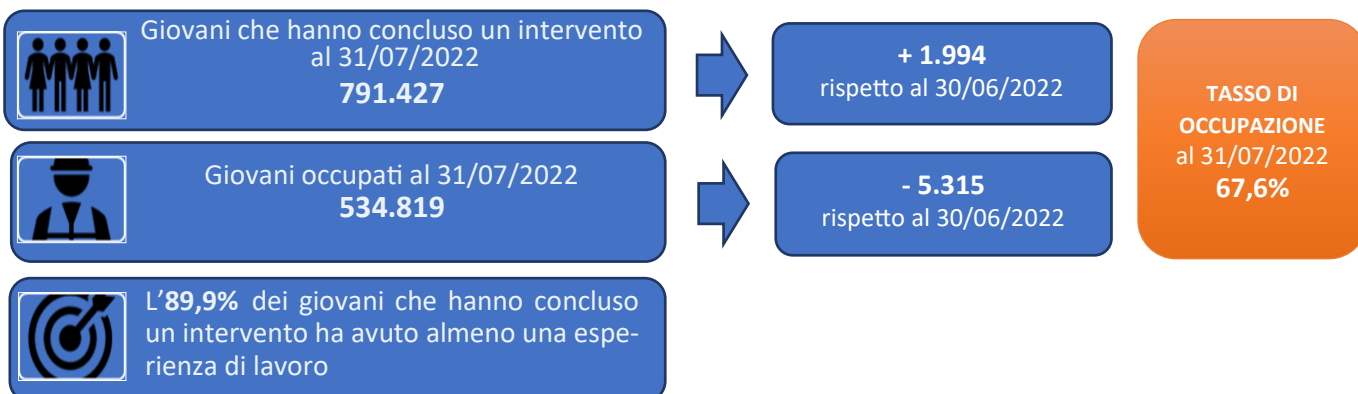 Giovani che hanno concluso un intervento
al 31/07/2022
791.427
+ 1.994
rispetto al 30/06/2022
Giovani occupati al 31/07/2022
534.819
- 5.315
rispetto al 30/06/2022
TASSO DI
OCCUPAZIONE
al 31/07/2022
67,6%
L'89,9% dei giovani che hanno concluso
un intervento ha avuto almeno una espe-
rienza di lavoro